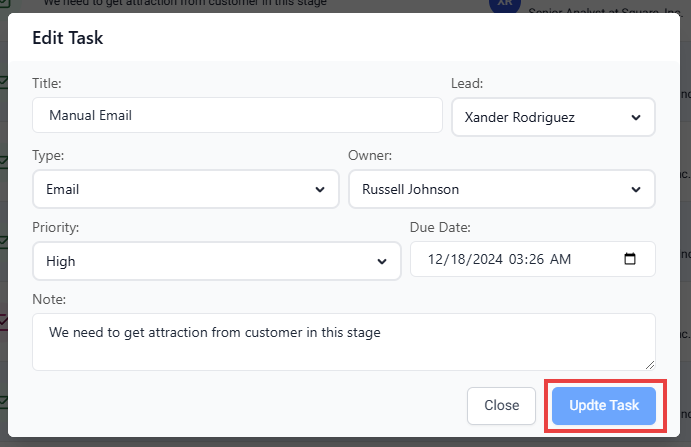 We need to get attraction from customer in this stage
XR
Senior Analyst at Square, Inc.
Edit Task
Title:
Lead:
Manual Email
Xander Rodriguez
Type:
Owner:
Email
Russell Johnson
Priority:
Due Date:
High
12/18/2024 03:26 AM
Note:
We need to get attraction from customer in this stage
Close
Updte Task